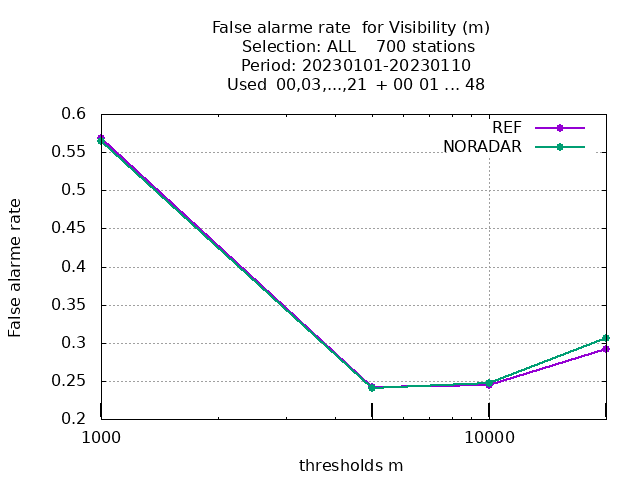 False alarme rate  for Visibility (m)
Selection: ALL    700 stations
Period: 20230101-20230110
Used  00,03,...,21  + 00 01 ... 48
REF
NORADAR
0.6
0.55
0.5
0.45
0.4
0.35
0.3
0.25
0.2
False alarme rate
1000
10000
thresholds m